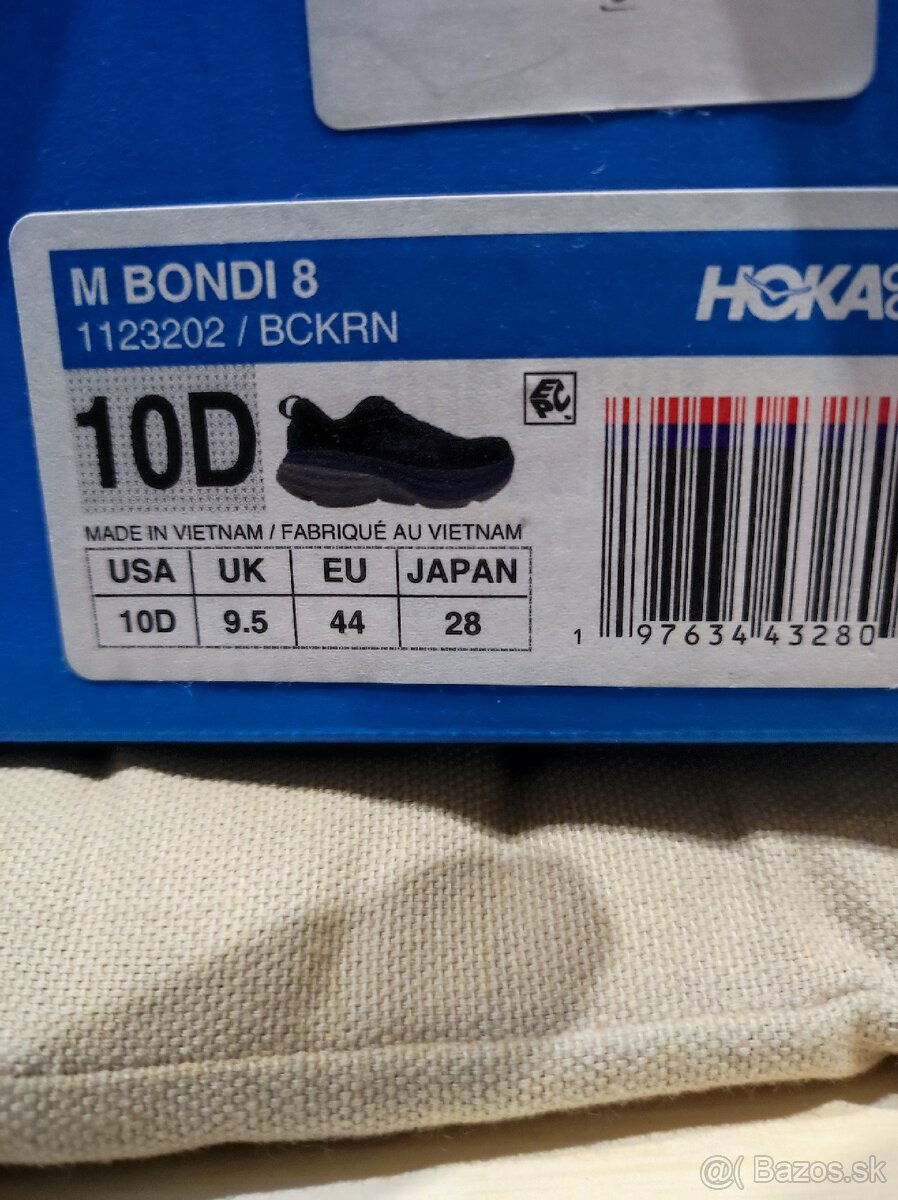 M BONDI 8
1123202 / BCKRN
HOKA
10D
EPC
MADE IN VIETNAM / FABRIQUÉ AU VIETNAM
USA UK EU JAPAN
10D 9.5 44 28
1 97634 43280
@( Bazos.sk